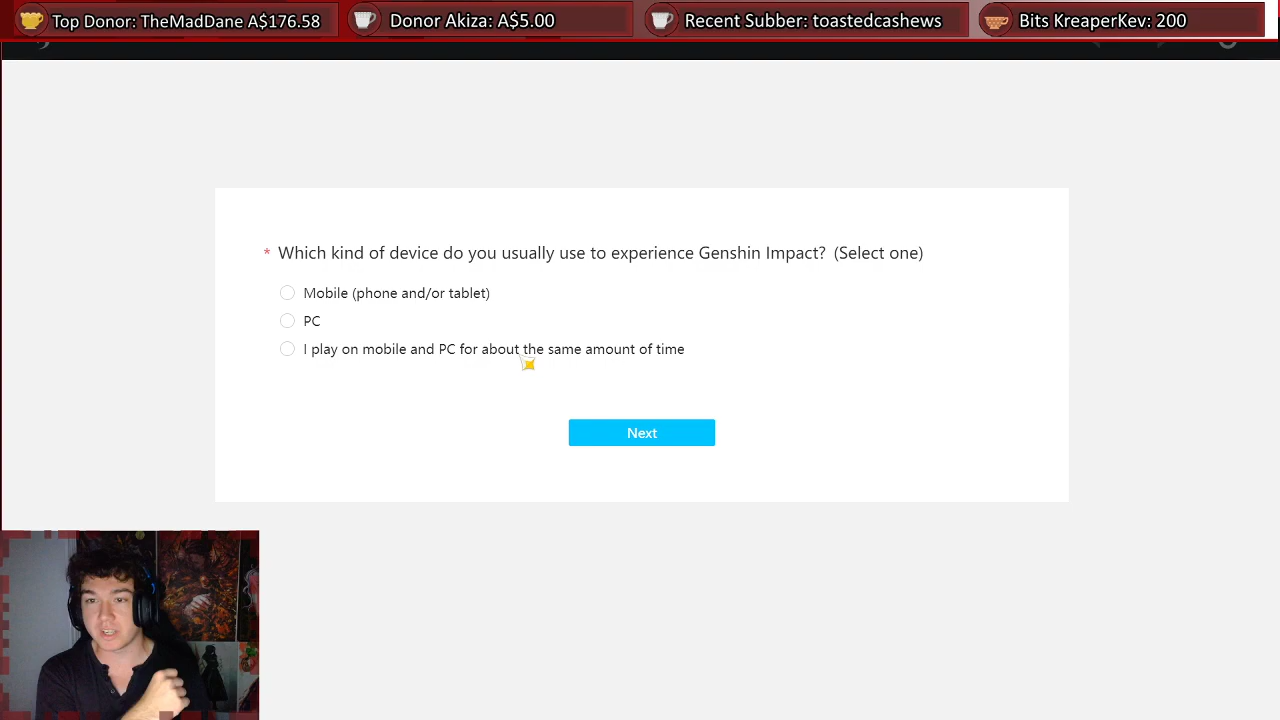 Top Donor: TheMadDane A$176.58
Donor Akiza: A$5.00
Recent Subber: toastedcashews
Bits KreaperKev: 200
* Which kind of device do you usually use to experience Genshin Impact? (Select one)
Mobile (phone and/or tablet)
PC
I play on mobile and PC for about the same amount of time
Next